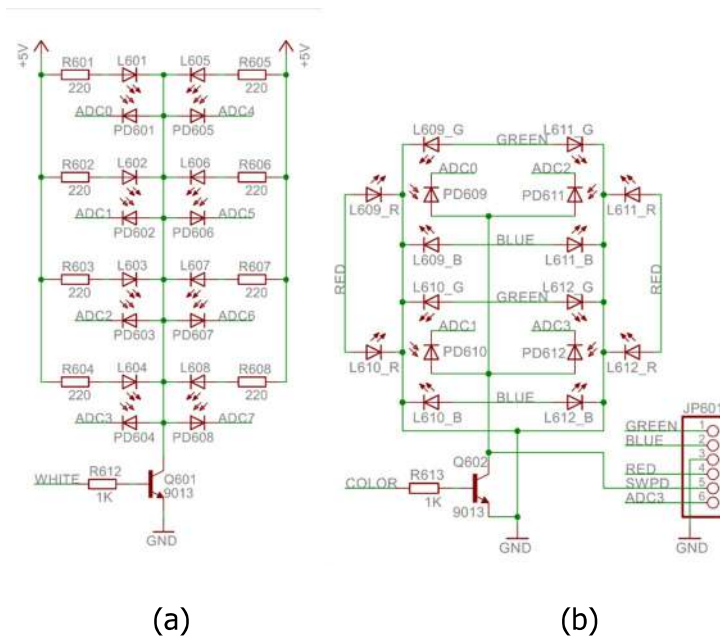 +5V +5V
R601 L601 L605 R605
220 220
ADC0 ADC4
PD601 PD605
R602 L602 L606 R606
220 220
ADC1 ADC5
PD602 PD606
R603 L603 L607 R607
220 220
ADC2 ADC6
PD603 PD607
R604 L604 L608 R608
220 220
ADC3 ADC7
PD604 PD608
WHITE R612 Q601
1K 9013
GND
(a)
L609_G GREEN L611_G
ADC0 ADC2
PD609 PD611
L609_R L611_R
BLUE
L609_B L611_B
RED RED
L610_G GREEN L612_G
ADC1 ADC3
PD610 PD612
L610_R L612_R
BLUE
L610_B L612_B
COLOR R613 Q602
1K 9013
GND
JP601
GREEN 1
BLUE 2
3
RED 4
SWPD 5
ADC3 6
GND
(b)